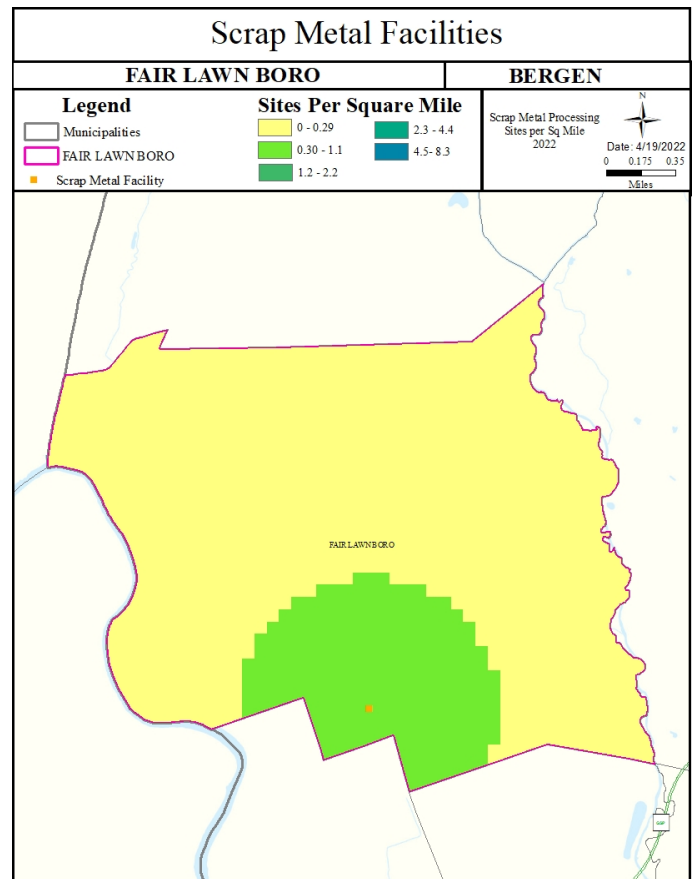 Scrap Metal Facilities
FAIR LAWN BORO
BERGEN
Legend
Municipalities
FAIR LAWN BORO
Scrap Metal Facility
Sites Per Square Mile
0 - 0.29
0.30 - 1.1
1.2 - 2.2
2.3 - 4.4
4.5- 8.3
Scrap Metal Processing
Sites per Sq Mile
2022
N
Date: 4/19/2022
0 0.175 0.35
Miles
FAIR LAWN BORO
GSP